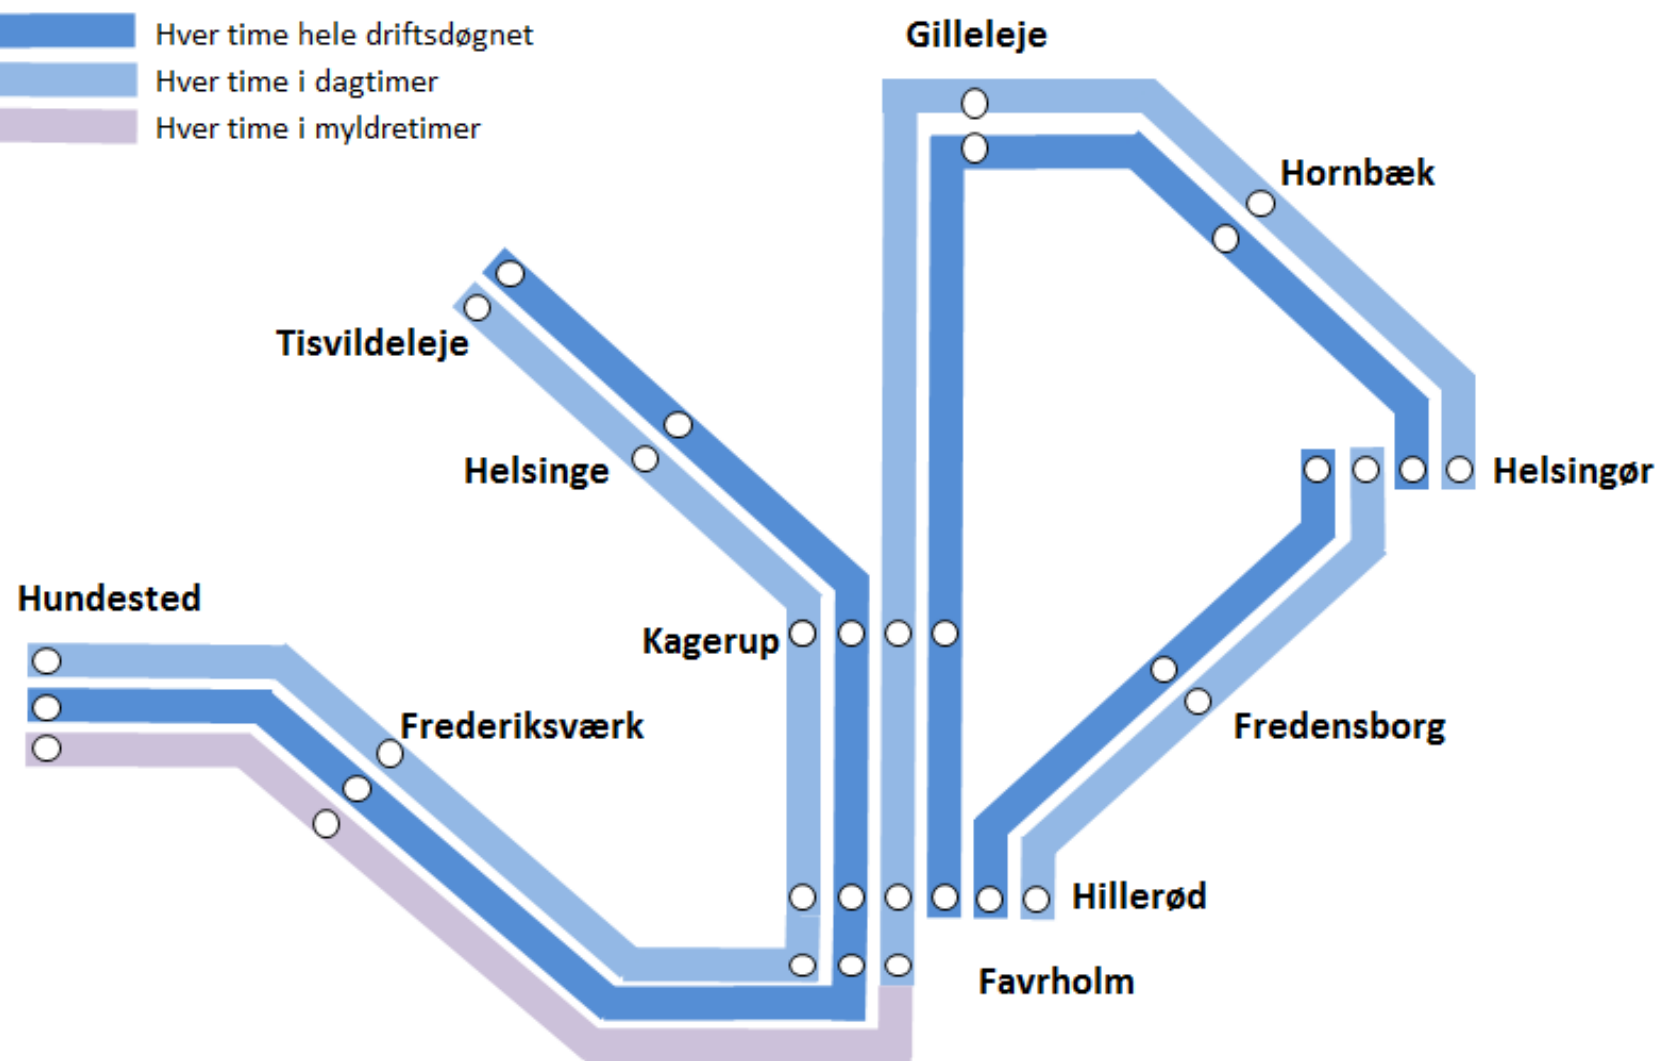 Hver time hele driftsdøgnet
Hver time i dagtimer
Hver time i myldretimer
Gilleleje
Hornbæk
Tisvildeleje
Helsinge
Helsingør
Hundested
Kagerup
Frederiksværk
Fredensborg
Hillerød
Favrholm